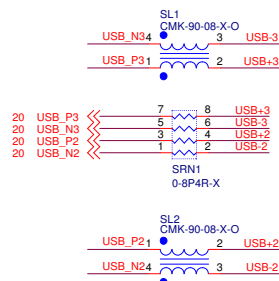 SL1
CMK-90-08-X-O
USB_N3 4 3 USB-3
USB_P3 1 2 USB+3
20 USB_P3 7 8 USB+3
20 USB_N3 5 6 USB-3
20 USB_P2 3 4 USB+2
20 USB_N2 1 2 USB-2
SRN1
0-8P4R-X
SL2
CMK-90-08-X-O
USB_P2 1 2 USB+2
USB_N2 4 3 USB-2